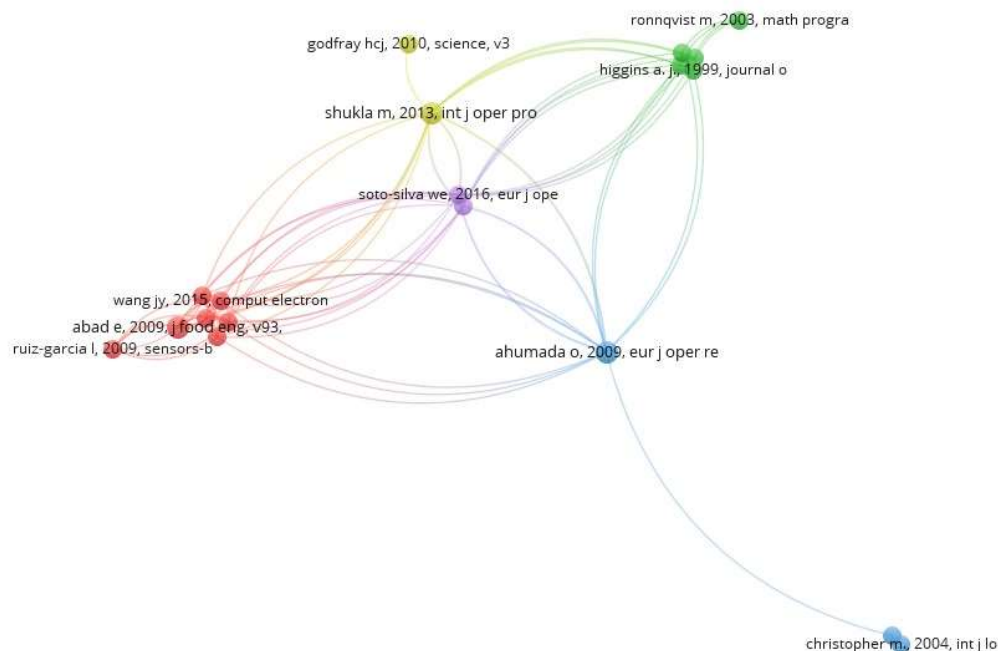 ronnqvist m, 2003, math progra
godfray hcj, 2010, science, v3
higgins a. j., 1999, journal o
shukla m, 2013, int j oper pro
soto-silva we, 2016, eur j ope
wang jy, 2015, comput electron
abad e, 2009, j food eng, v93,
ruiz-garcia l, 2009, sensors-b
ahumada o, 2009, eur j oper re
christopher m., 2004, int j lo